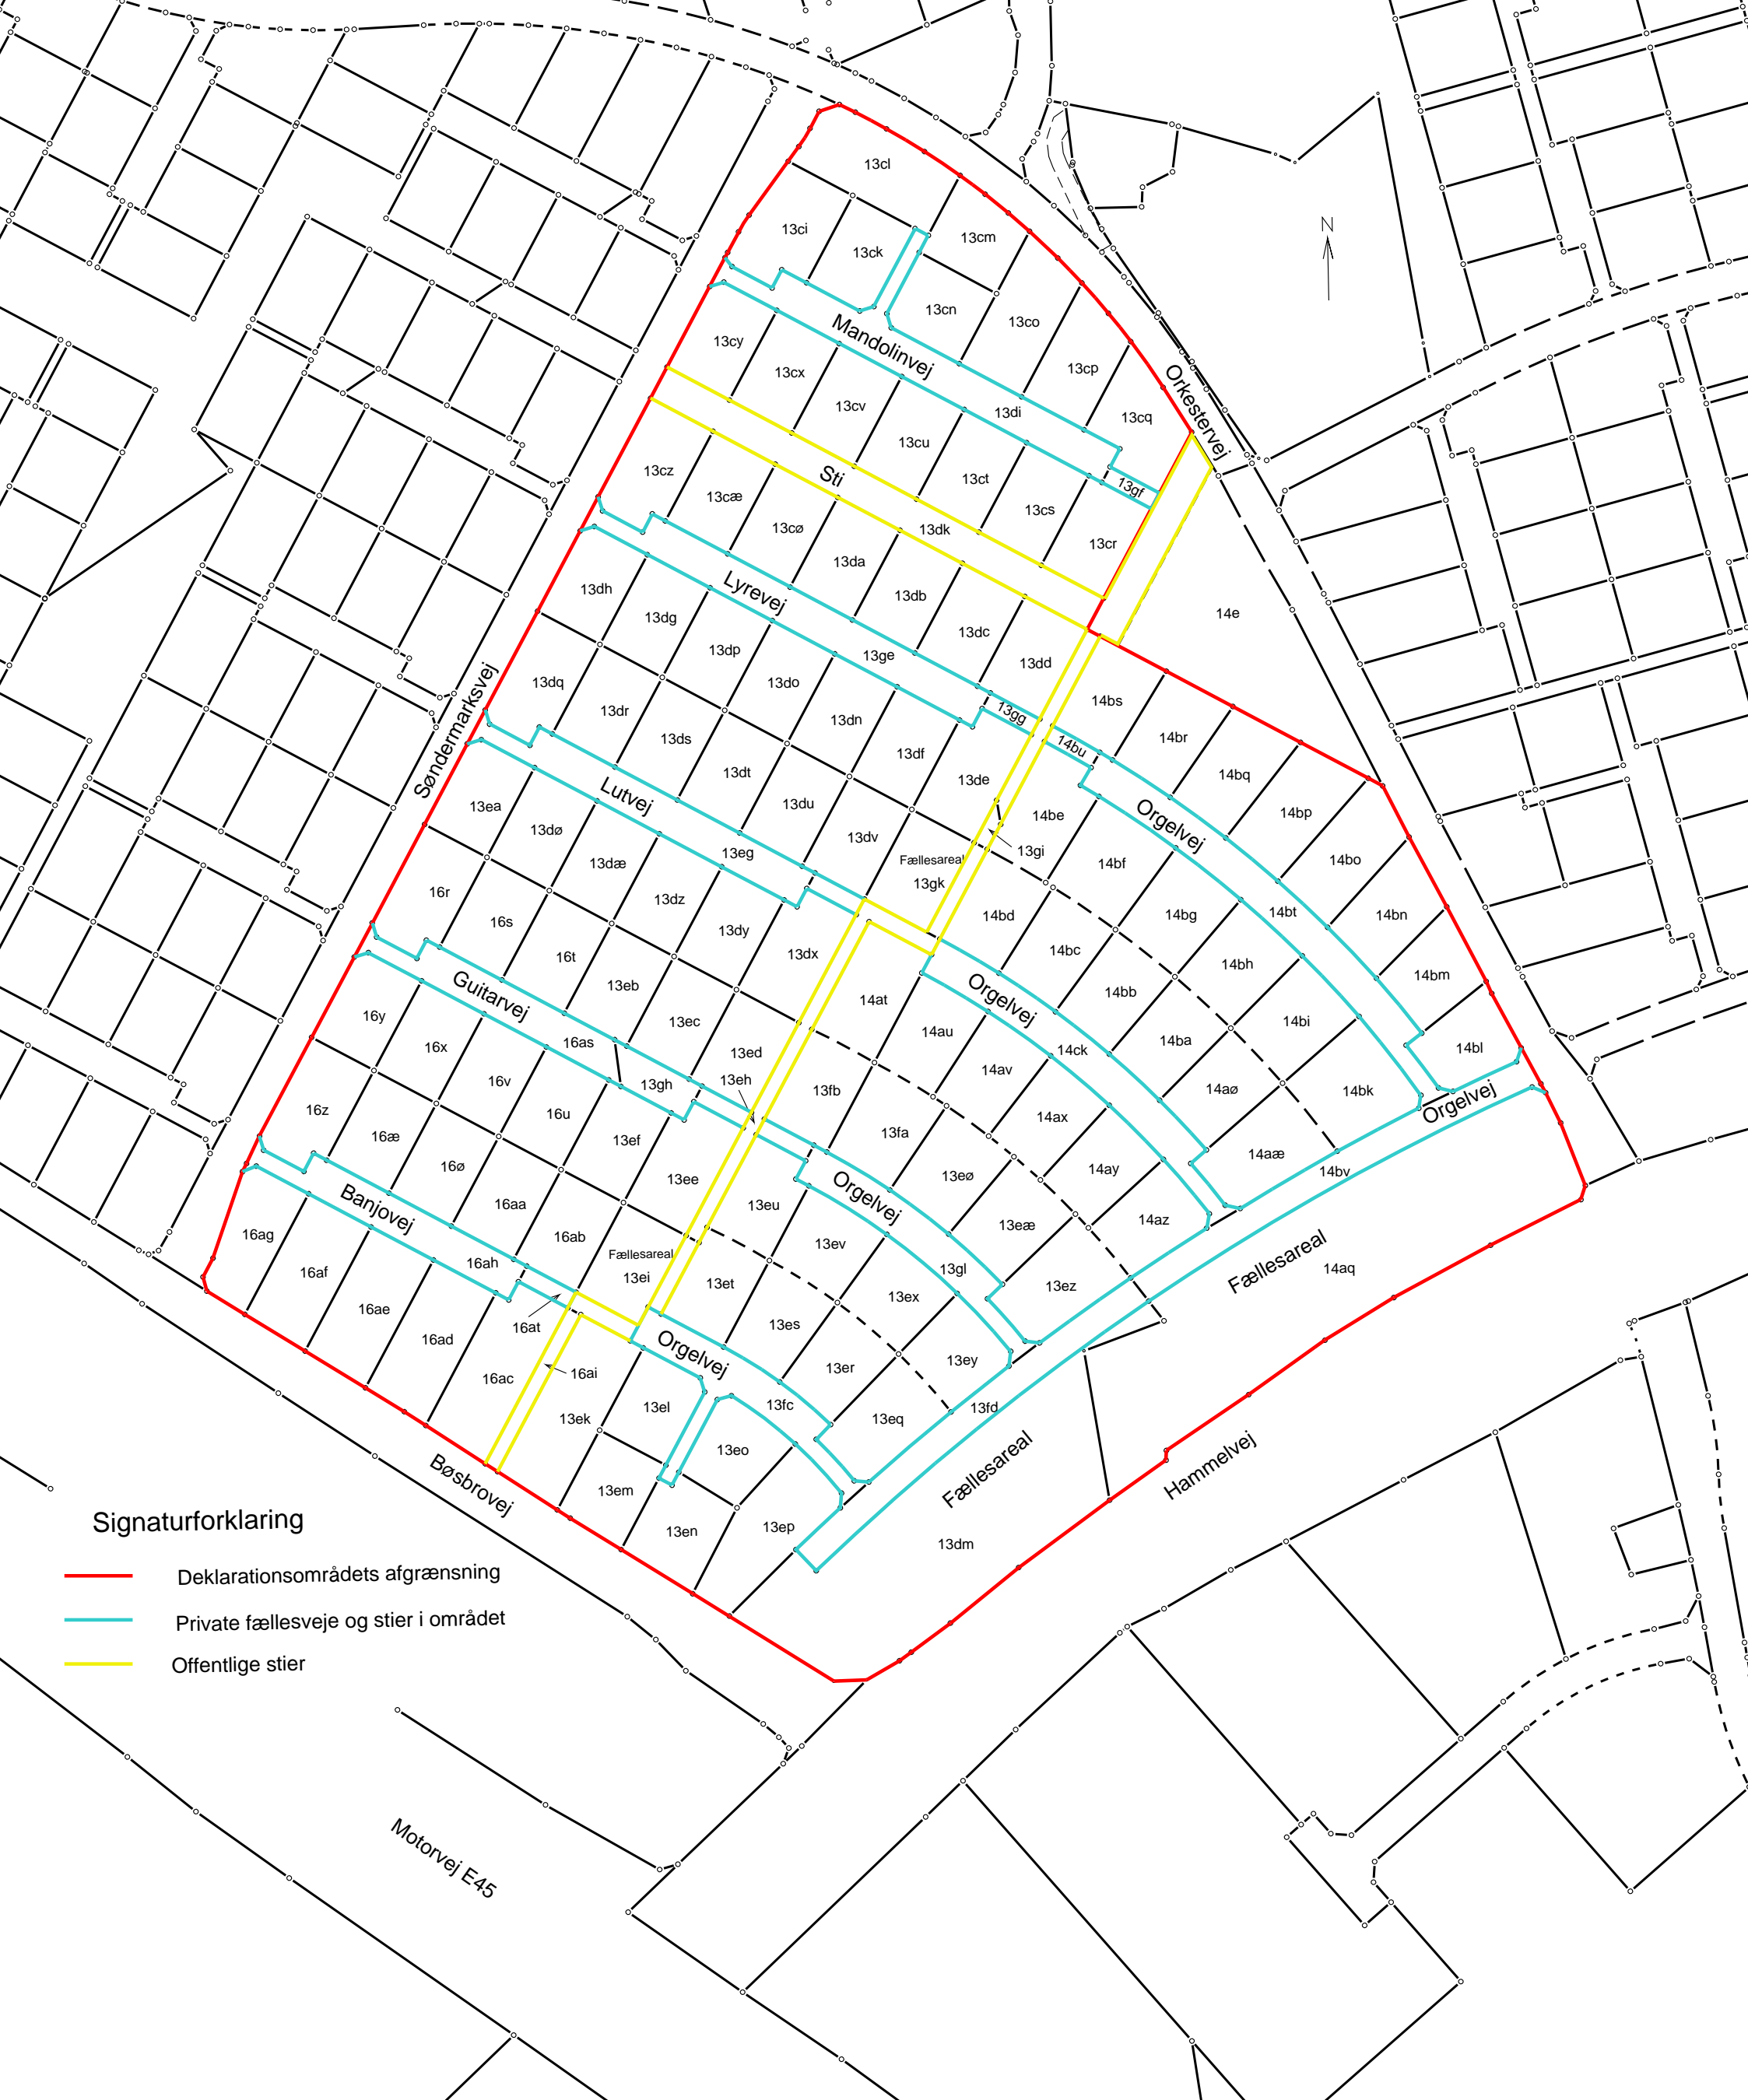 13cl
N
13ci
13cm
13ck
13cn
13co
Mandolinvej
13cy
13cx
13cp
Orkestervej
13cv
13di
13cq
13cu
13cz
Sti
13ct
13gf
13cæ
13cs
13cø
13dk
13cr
13da
13dh
Lyrevej
13db
14e
13dg
13dc
13dp
13ge
13dd
13dq
13do
Søndermarksvej
13dr
13dn
13gg
14bs
13ds
13df
14bu
14br
13dt
13de
14bq
13ea
Lutvej
13du
14be
Orgelvej
14bp
13dø
13dv
13gi
13dæ
13eg
Fællesareal
13gk
14bf
14bo
16r
13dz
14bd
14bg
14bt
14bn
16s
13dy
14bc
16t
13dx
14bh
14bm
Guitarvej
13eb
14at
Orgelvej
14bb
16y
13ec
14au
14bi
16x
16as
13ed
14ck
14ba
14bl
16v
13gh
13eh
13fb
14av
14aø
14bk
Orgelvej
16z
16u
14ax
16æ
13ef
13fa
14aæ
16ø
13ee
13eø
14ay
14bv
Banjovej
16aa
13eu
Orgelvej
13eæ
14az
16ag
16ab
13ev
Fællesareal
16af
16ah
Fællesareal
13ei
13et
13gl
13ez
14aq
16ae
16at
13es
13ex
16ad
Orgelvej
13er
13ey
16ac
16ai
13fc
13fd
13ek
13el
13eq
13eo
Fællesareal
Hammelvej
Bøsbrovej
13em
13ep
13en
13dm
Signaturforklaring
Deklarationsområdets afgrænsning
Private fællesveje og stier i området
Offentlige stier
Motorvej E45